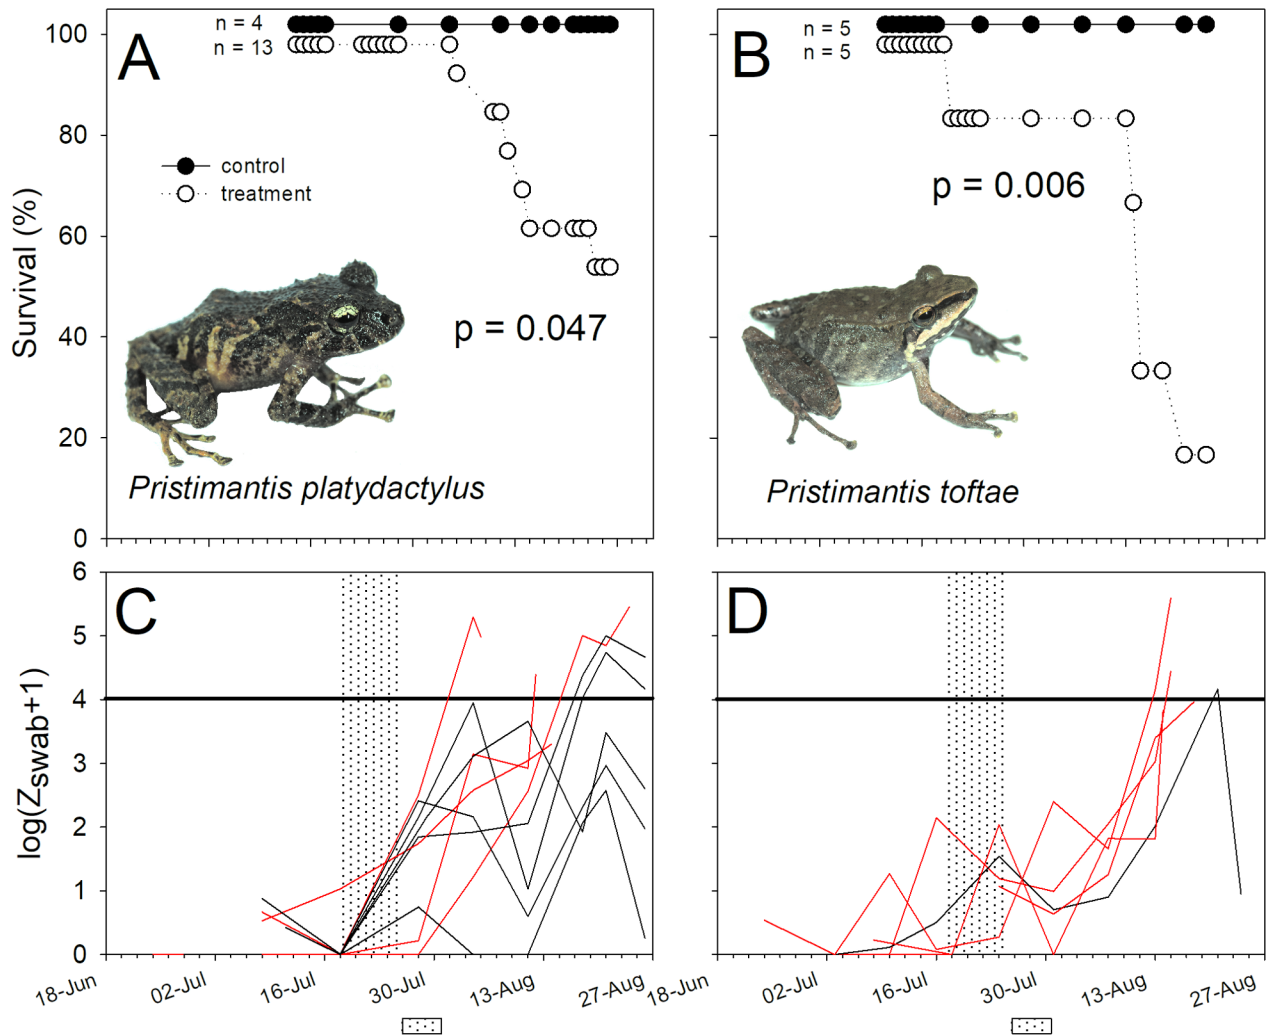 A
n = 4
n = 13
control
treatment
p = 0.047
Pristimantis platydactylus
Survival (%)
100
80
60
40
20
0
B
n = 5
n = 5
p = 0.006
Pristimantis toftae
C
log(Zswab+1)
6
5
4
3
2
1
0
18-Jun
02-Jul
16-Jul
30-Jul
13-Aug
27-Aug
D
18-Jun
02-Jul
16-Jul
30-Jul
13-Aug
27-Aug